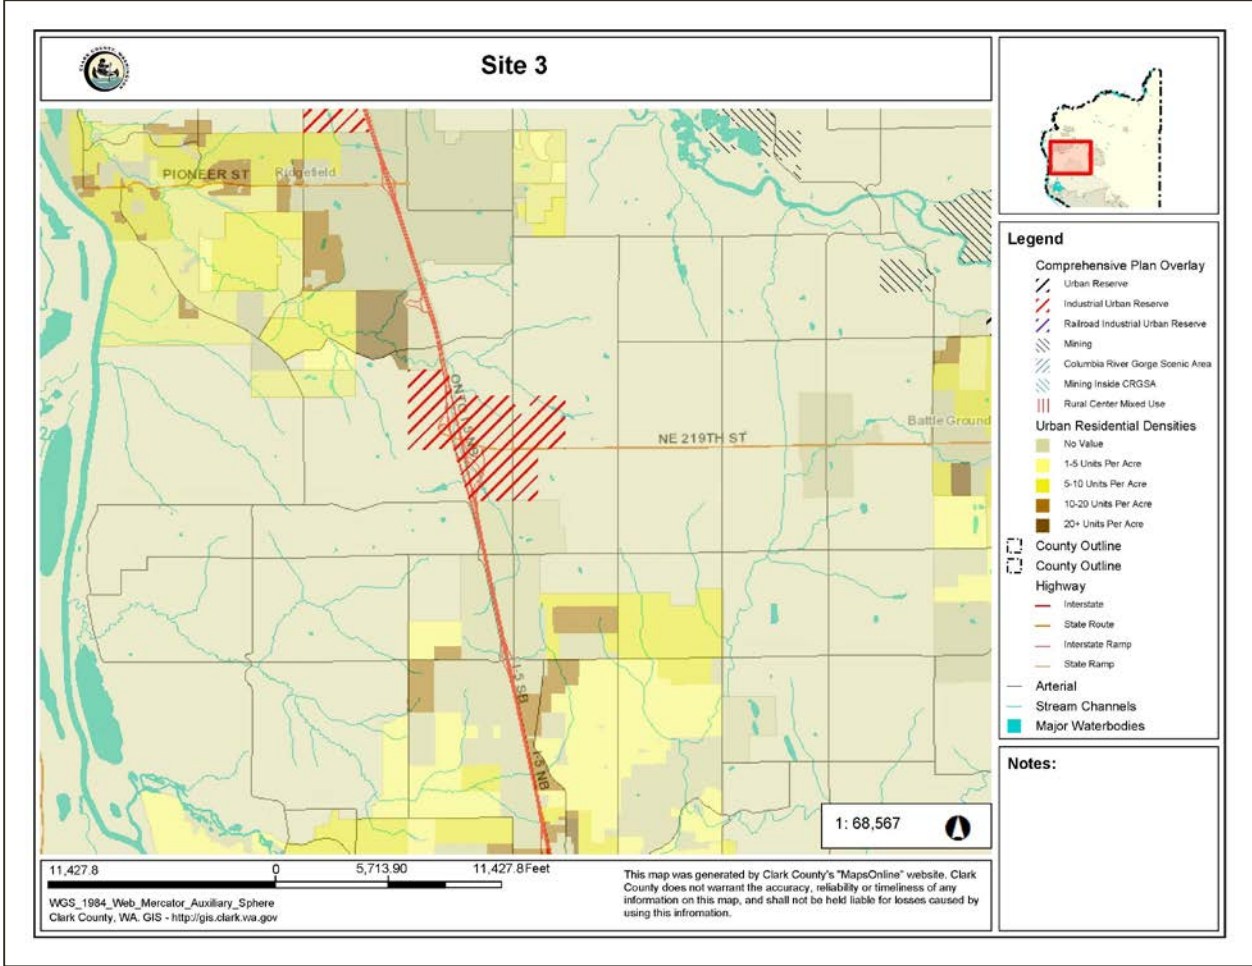 Site 3
CLARK COUNTY, WASHINGTON
PIONEER ST
Ridgefield
ONTO I-5 NB
NE 219TH ST
Battle Ground
I-5 SB
I-5 NB
1: 68,567
Legend
Comprehensive Plan Overlay
Urban Reserve
Industrial Urban Reserve
Railroad Industrial Urban Reserve
Mining
Columbia River Gorge Scenic Area
Mining Inside CRGSA
Rural Center Mixed Use
Urban Residential Densities
No Value
1-5 Units Per Acre
5-10 Units Per Acre
10-20 Units Per Acre
20+ Units Per Acre
County Outline
County Outline
Highway
Interstate
State Route
Interstate Ramp
State Ramp
Arterial
Stream Channels
Major Waterbodies
Notes:
11,427.8 0 5,713.90 11,427.8 Feet
WGS_1984_Web_Mercator_Auxiliary_Sphere
Clark County, WA. GIS - http://gis.clark.wa.gov
This map was generated by Clark County's "MapsOnline" website. Clark
County does not warrant the accuracy, reliability or timeliness of any
information on this map, and shall not be held liable for losses caused by
using this infromation.